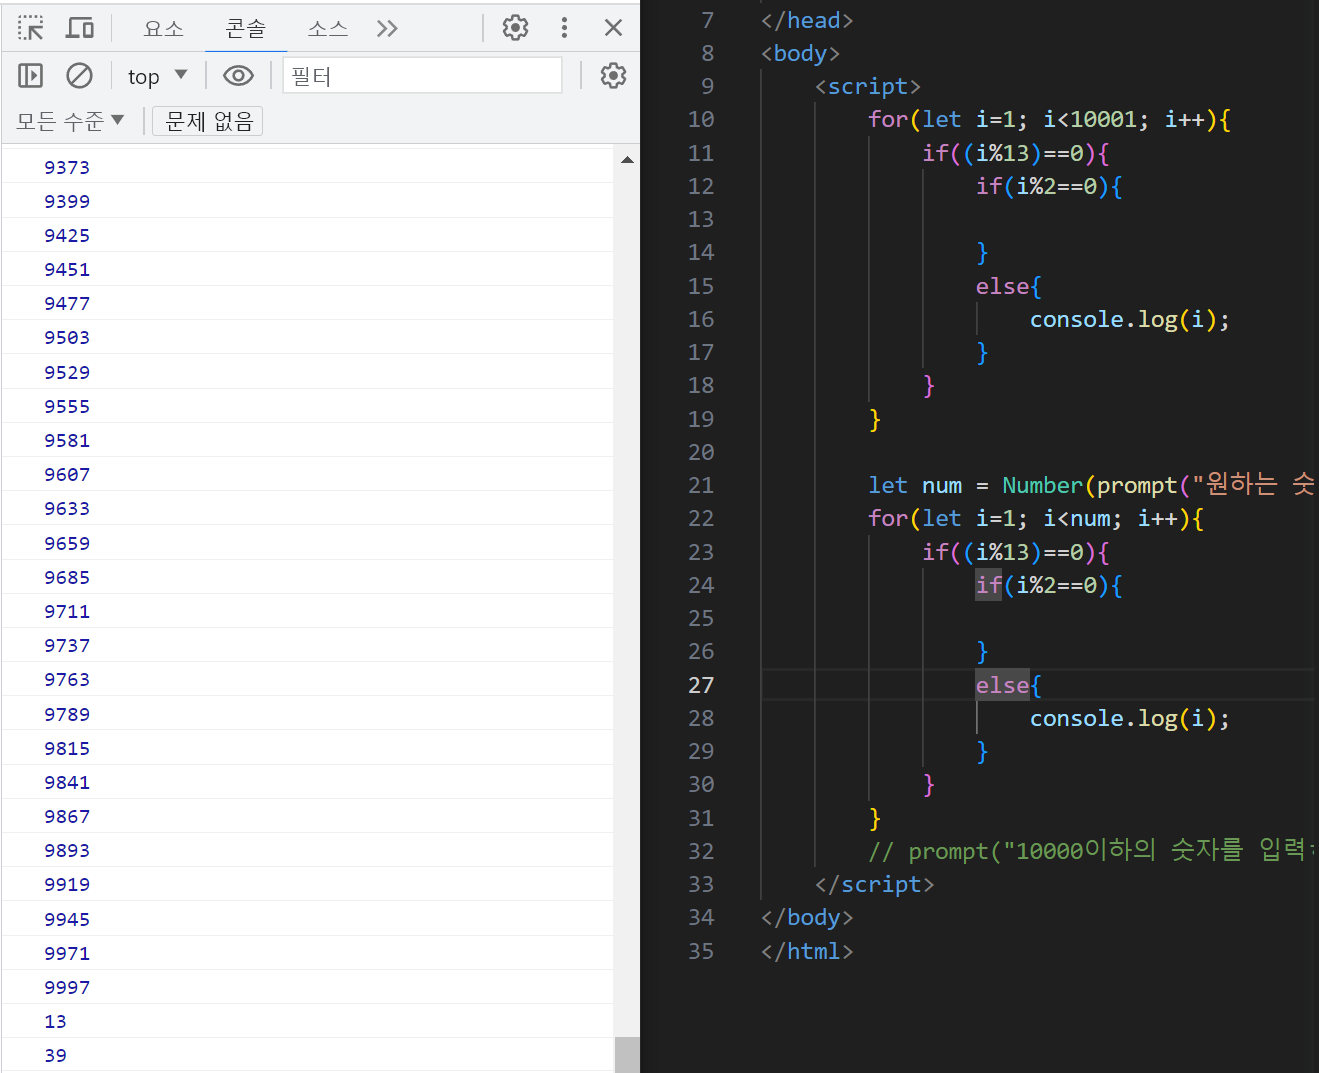 요소 콘솔 소스
top 필터
모든 수준 문제 없음
9373
9399
9425
9451
9477
9503
9529
9555
9581
9607
9633
9659
9685
9711
9737
9763
9789
9815
9841
9867
9893
9919
9945
9971
9997
13
39
7 </head>
8 <body>
9 <script>
10 for(let i=1; i<10001; i++){
11 if((i%13)==0){
12 if(i%2==0){
13
14 }
15 else{
16 console.log(i);
17 }
18 }
19 }
20
21 let num = Number(prompt("원하는 숫
22 for(let i=1; i<num; i++){
23 if((i%13)==0){
24 if(i%2==0){
25
26 }
27 else{
28 console.log(i);
29 }
30 }
31 }
32 // prompt("10000이하의 숫자를 입력
33 </script>
34 </body>
35 </html>